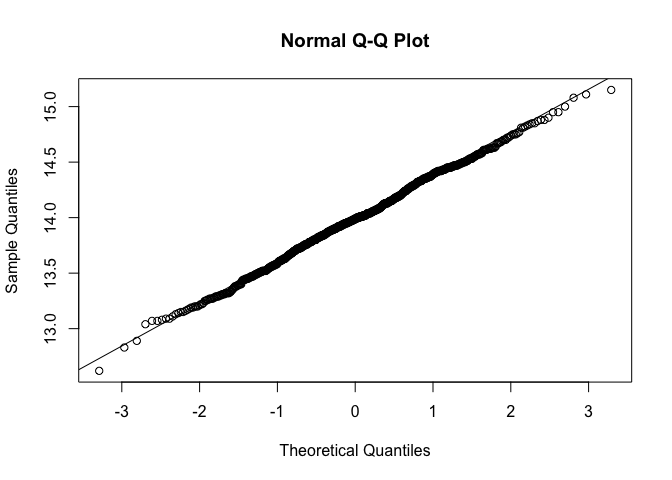 Normal Q-Q Plot
Sample Quantiles
15.0
14.5
14.0
13.5
13.0
-3 -2 -1 0 1 2 3
Theoretical Quantiles